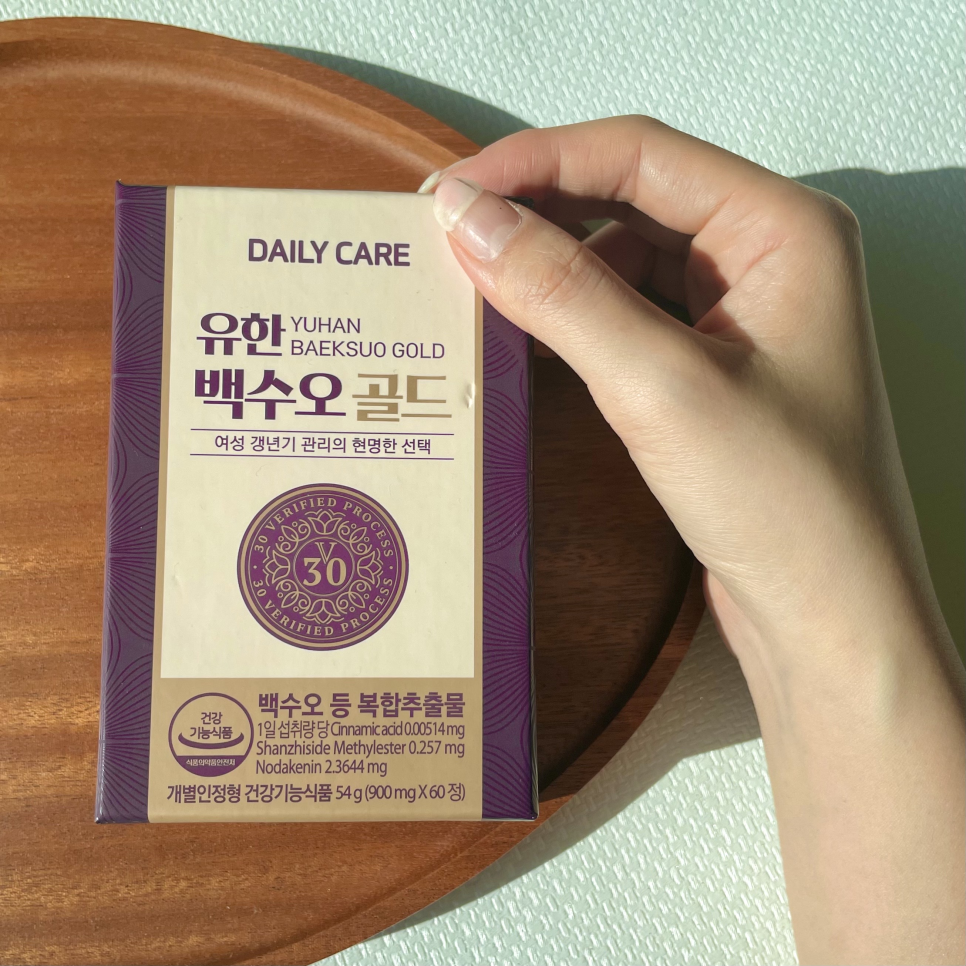 DAILY CARE
유한 YUHAN
BAEKSUO GOLD
백수오 골드
여성 갱년기 관리의 현명한 선택
30 VERIFIED PROCESS
V
30
30 VERIFIED PROCESS
건강
기능식품
식품의약품안전처
백수오 등 복합추출물
1일 섭취량 당 Cinnamic acid 0.00514 mg
Shanzhiside Methylester 0.257 mg
Nodakenin 2.3644 mg
개별인정형 건강기능식품 54 g (900 mg X 60 정)